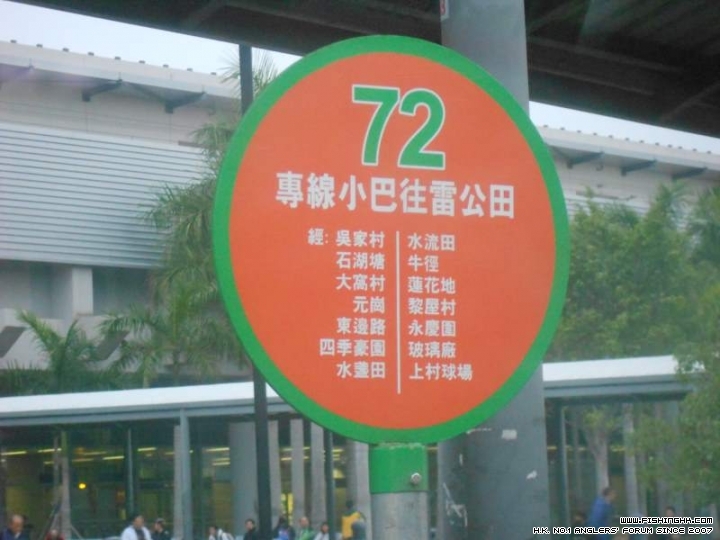 72
專線小巴往雷公田
經: 吳家村
石湖塘
大窩村
元崗
東邊路
四季豪園
水盪田
水流田
牛徑
蓮花地
黎屋村
永慶圍
玻璃廠
上村球場
WWW.FISHINGHK.COM
H.K. NO.1 ANGLERS' FORUM SINCE 2007